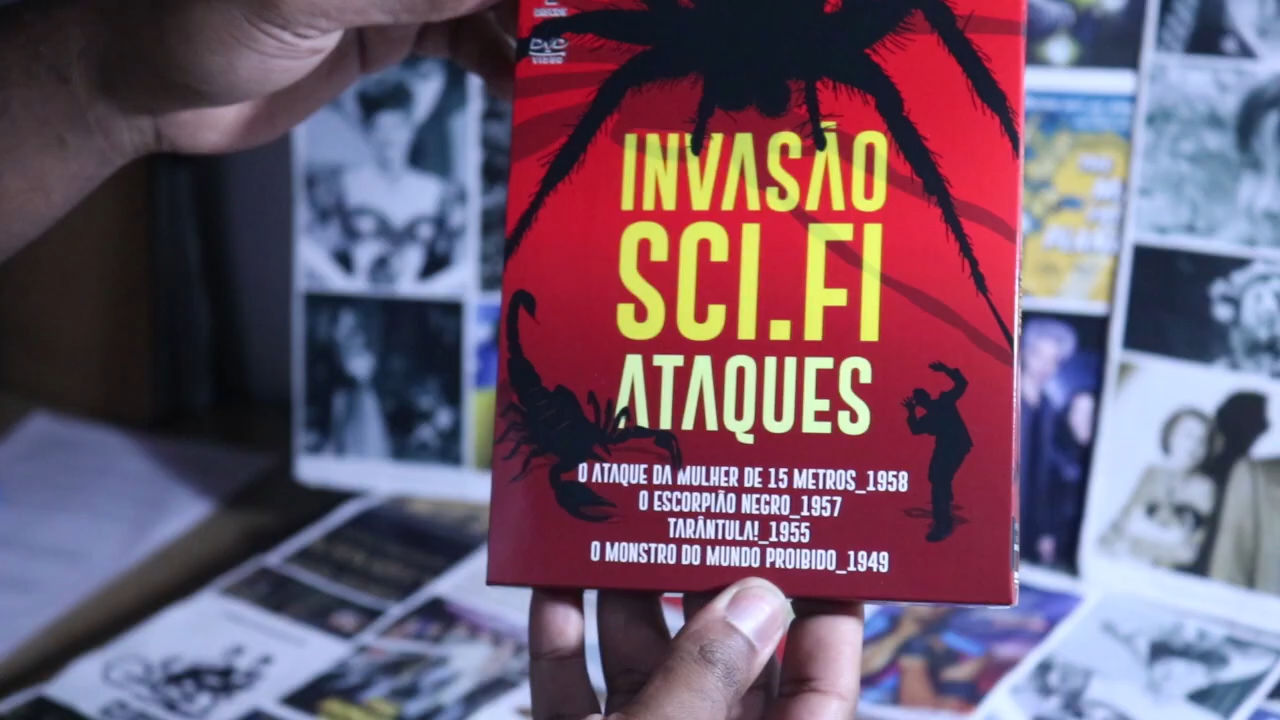 DVD
VIDEO
INVASÃO
SCI.FI
ATAQUES
O ATAQUE DA MULHER DE 15 METROS_1958
O ESCORPIÃO NEGRO_1957
TARÂNTULA!_1955
O MONSTRO DO MUNDO PROIBIDO_1949